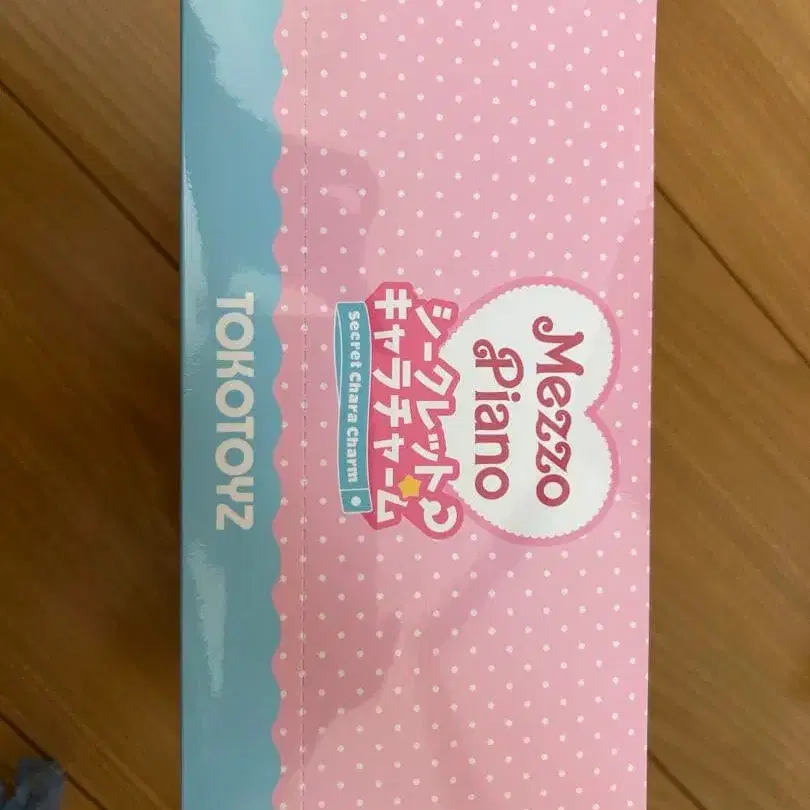 Mezzo
Piano
シークレット
キャラチャーム
Secret Chara Charm
TOKOTOYZ